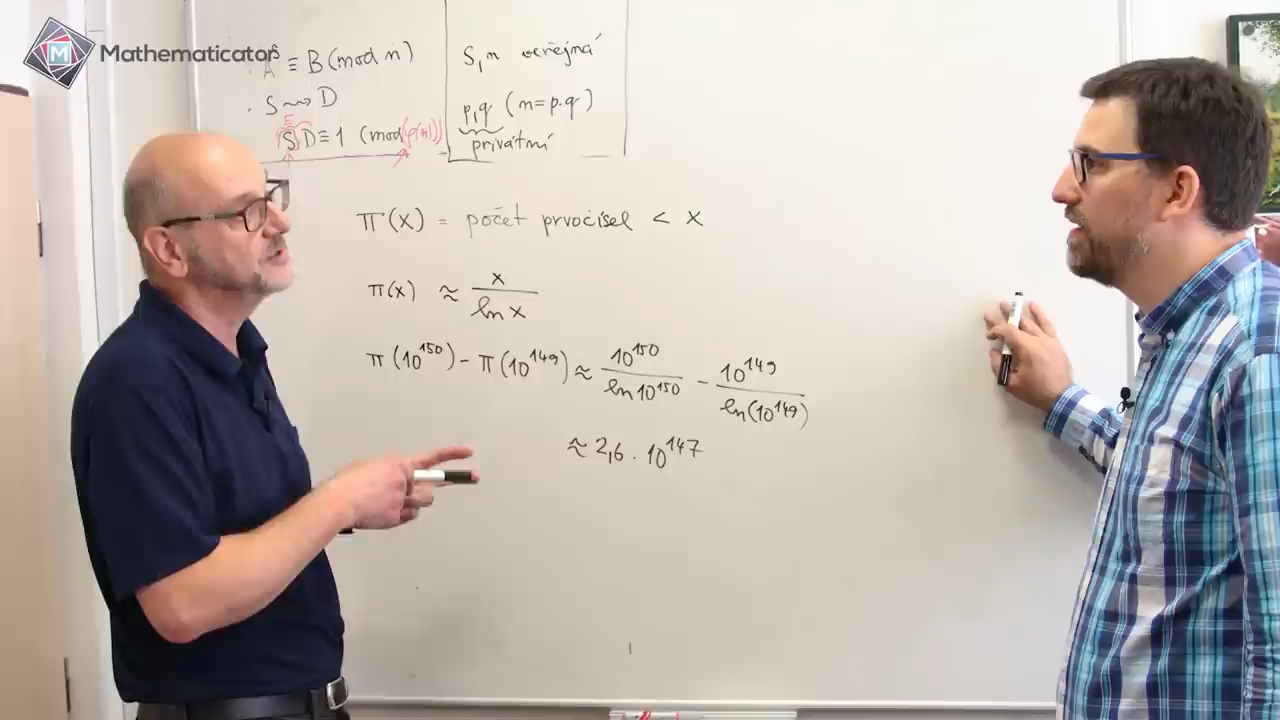 Mathematicator
M
A^S ≡ B (mod n)
. S ⇝ D
E
S D ≡ 1 (mod φ(n))
S, n veřejná
p, q (n = p·q)
privátní
π(x) = počet prvočísel < x
π(x) ≈ x / ln x
π(10^150) − π(10^149) ≈ 10^150 / ln 10^150 − 10^149 / ln(10^149)
≈ 2,6 · 10^147